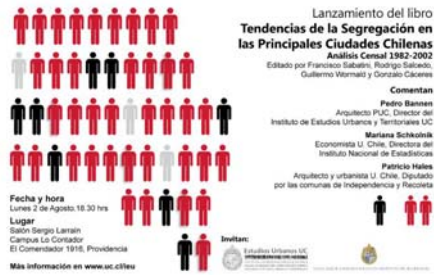 Lanzamiento del libro
Tendencias de la Segregación en
las Principales Ciudades Chilenas
Análisis Censal 1982-2002
Editado por Francisco Sabatini, Rodrigo Salcedo,
Guillermo Wormald y Gonzalo Cáceres
Comentan
Pedro Bannen
Arquitecto PUC, Director del
Instituto de Estudios Urbanos y Territoriales UC
Mariana Schkolnik
Economista U. Chile, Directora del
Instituto Nacional de Estadísticas
Patricio Hales
Arquitecto y urbanista U. Chile, Diputado
por las comunas de Independencia y Recoleta
Fecha y hora
Lunes 2 de Agosto,18.30 hrs
Lugar
Salón Sergio Larraín
Campus Lo Contador
El Comendador 1916, Providencia
Más información en www.uc.cl/ieu
Invitan:
Estudios Urbanos UC